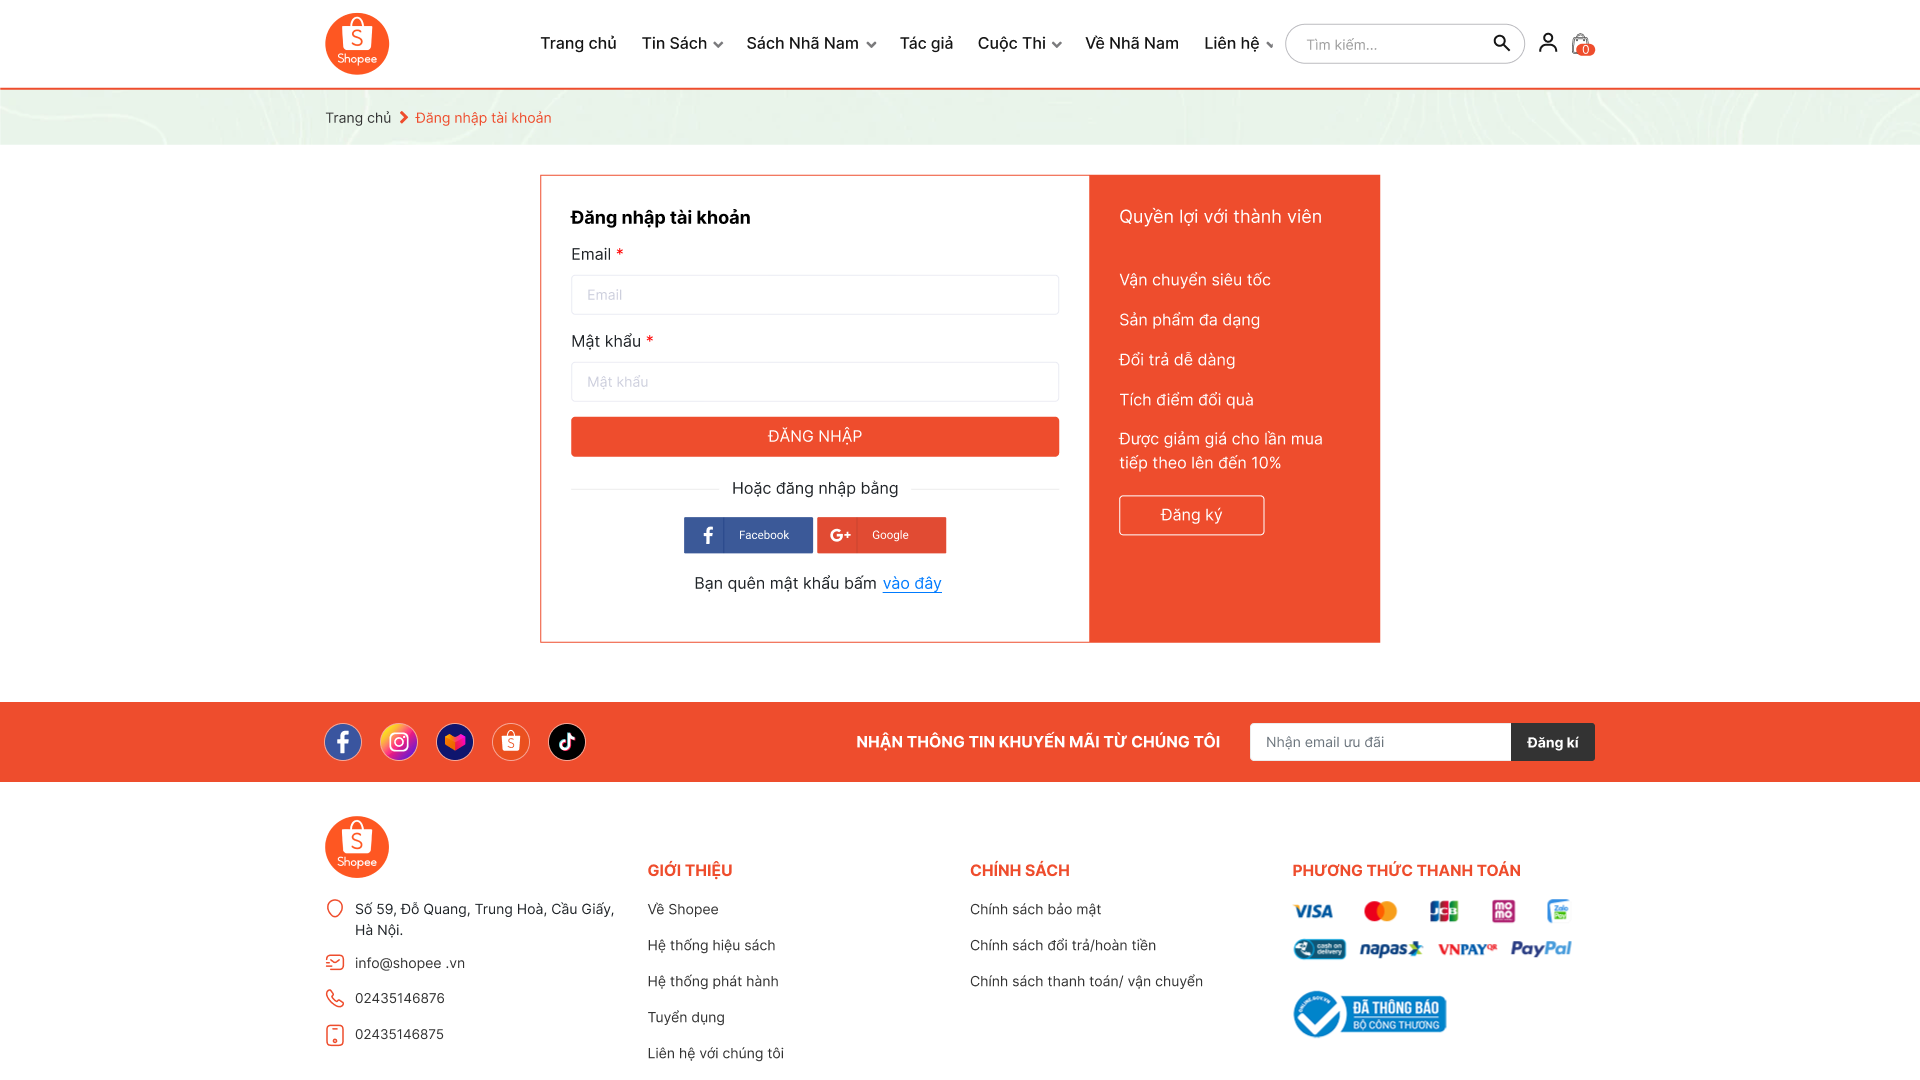 S
Shopee
Trang chủ
Tin Sách
Sách Nhã Nam
Tác giả
Cuộc Thi
Về Nhã Nam
Liên hệ
Tìm kiếm...
0
Trang chủ
Đăng nhập tài khoản
Đăng nhập tài khoản
Email *
Email
Mật khẩu *
Mật khẩu
ĐĂNG NHẬP
Hoặc đăng nhập bằng
Facebook
G+ Google
Bạn quên mật khẩu bấm vào đây
Quyền lợi với thành viên
Vận chuyển siêu tốc
Sản phẩm đa dạng
Đổi trả dễ dàng
Tích điểm đổi quà
Được giảm giá cho lần mua
tiếp theo lên đến 10%
Đăng ký
NHẬN THÔNG TIN KHUYẾN MÃI TỪ CHÚNG TÔI
Nhận email ưu đãi
Đăng kí
S
Shopee
Số 59, Đỗ Quang, Trung Hoà, Cầu Giấy,
Hà Nội.
info@shopee .vn
02435146876
02435146875
GIỚI THIỆU
Về Shopee
Hệ thống hiệu sách
Hệ thống phát hành
Tuyển dụng
Liên hệ với chúng tôi
CHÍNH SÁCH
Chính sách bảo mật
Chính sách đổi trả/hoàn tiền
Chính sách thanh toán/ vận chuyển
PHƯƠNG THỨC THANH TOÁN
VISA
JCB
MOMO
Zalo
cash on
delivery
napas
VNPAY QR
PayPal
ĐÃ THÔNG BÁO
BỘ CÔNG THƯƠNG